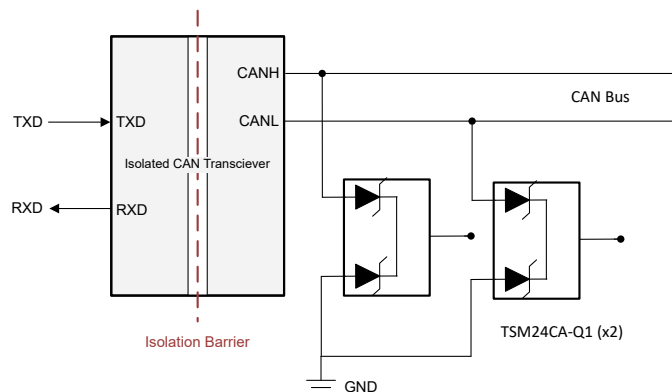 CANH
CAN Bus
TXD
TXD
CANL
Isolated CAN Transciever
RXD
RXD
Isolation Barrier
TSM24CA-Q1 (x2)
GND